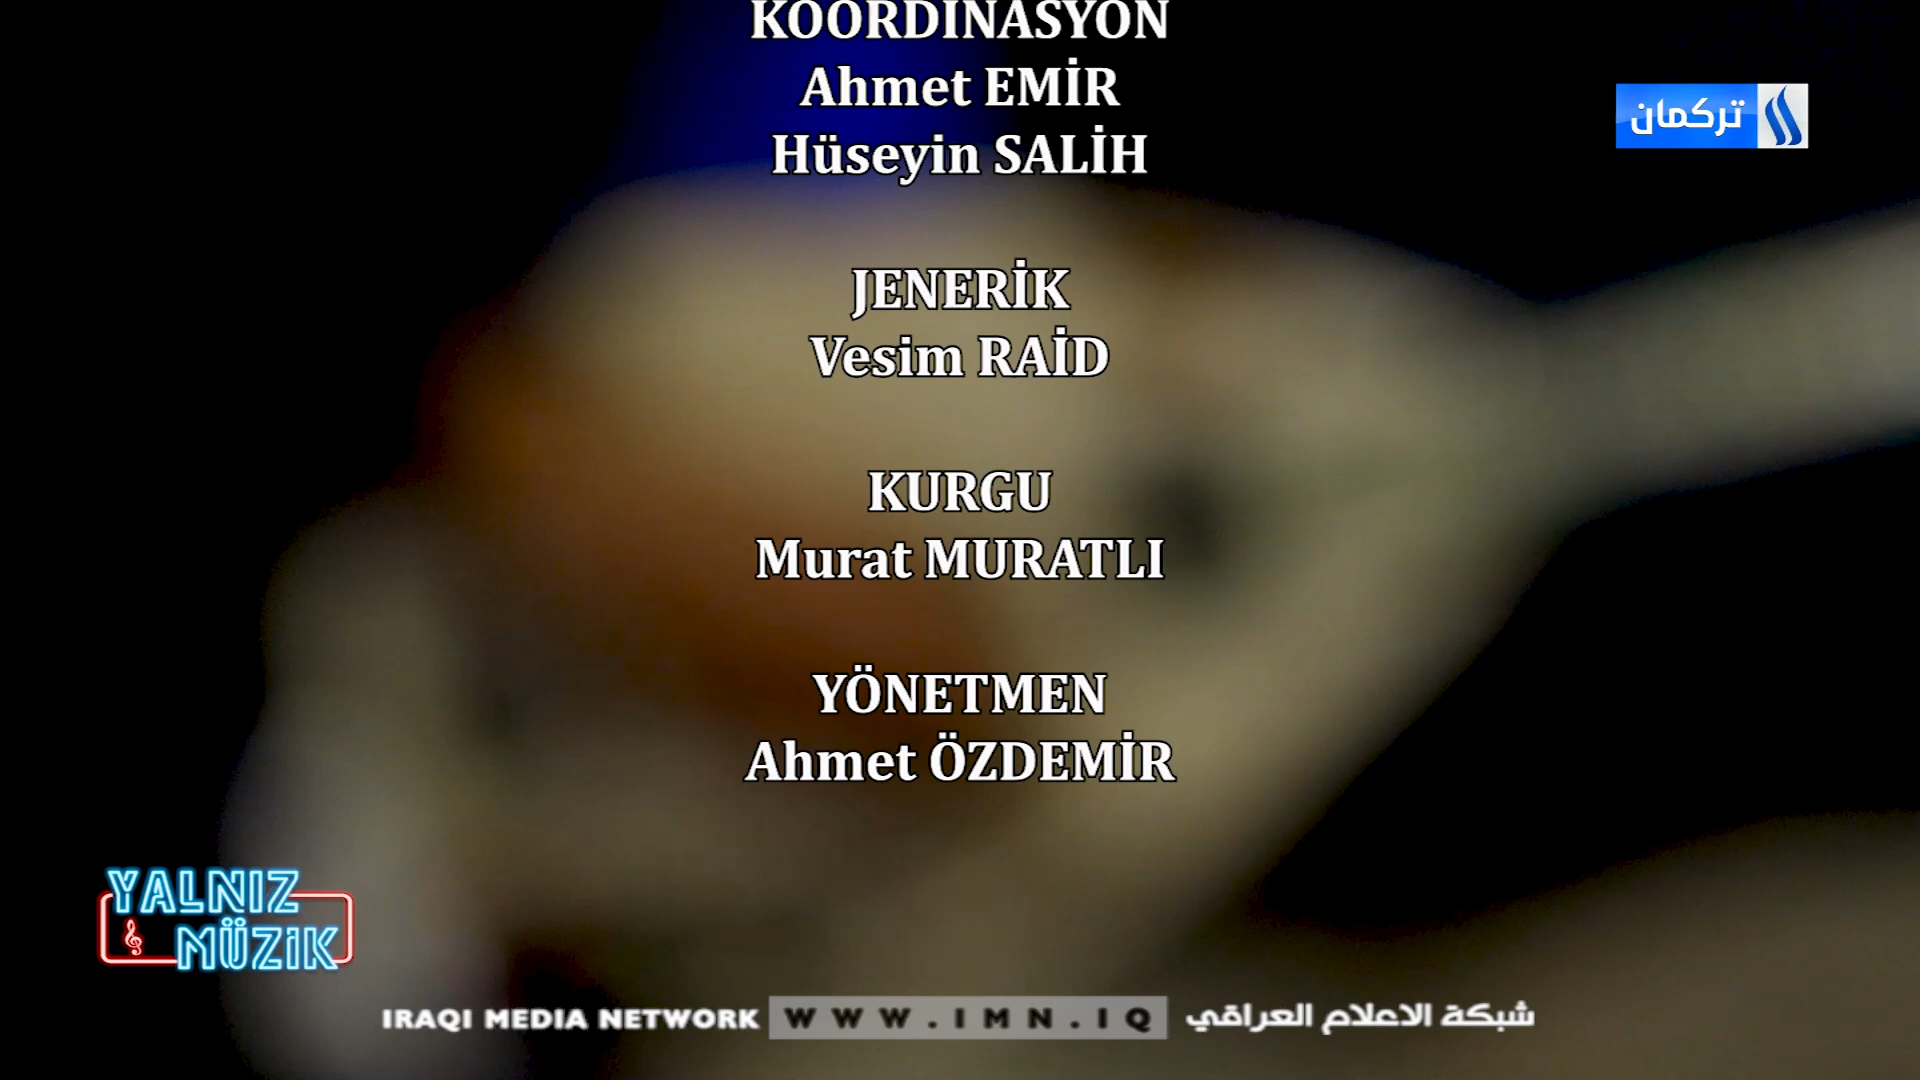 KOORDİNASYON
Ahmet EMİR
Hüseyin SALİH
تركمان
JENERİK
Vesim RAİD
KURGU
Murat MURATLI
YÖNETMEN
Ahmet ÖZDEMİR
YALNIZ
MÜZİK
IRAQI MEDIA NETWORK WWW.IMN.IQ شبكة الاعلام العراقي